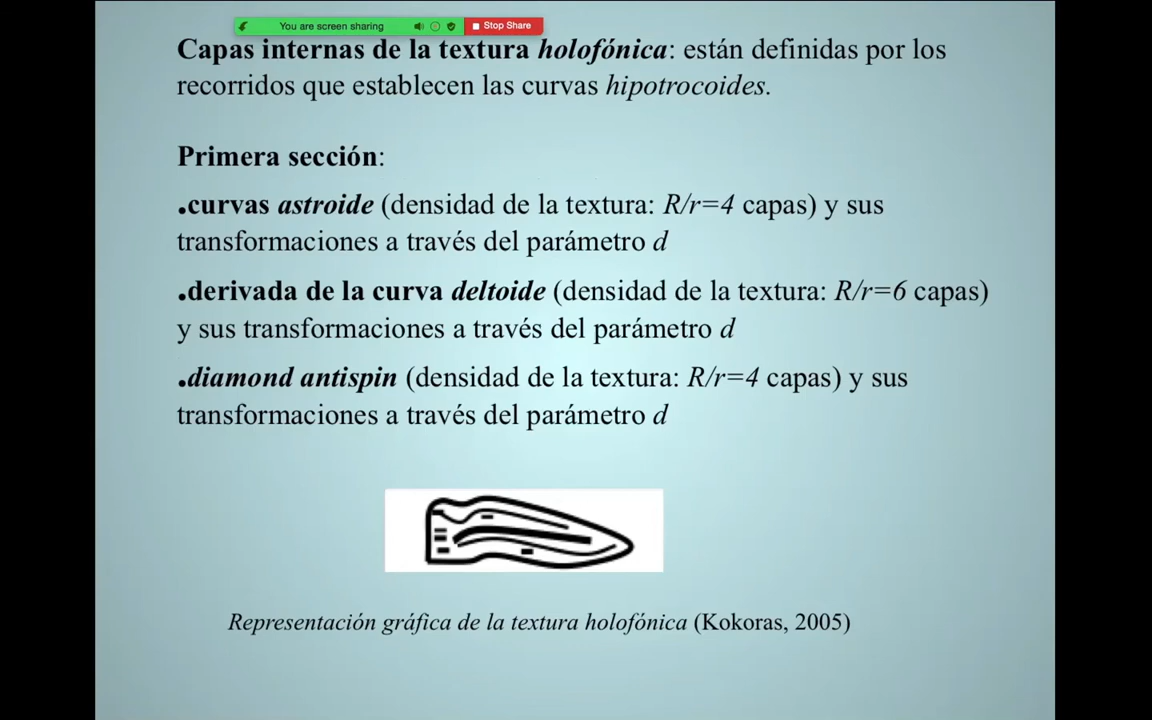 You are screen sharing
Stop Share
Capas internas de la textura holofónica: están definidas por los
recorridos que establecen las curvas hipotrocoides.
Primera sección:
.curvas astroide (densidad de la textura: R/r=4 capas) y sus
transformaciones a través del parámetro d
.derivada de la curva deltoide (densidad de la textura: R/r=6 capas)
y sus transformaciones a través del parámetro d
.diamond antispin (densidad de la textura: R/r=4 capas) y sus
transformaciones a través del parámetro d
Representación gráfica de la textura holofónica (Kokoras, 2005)